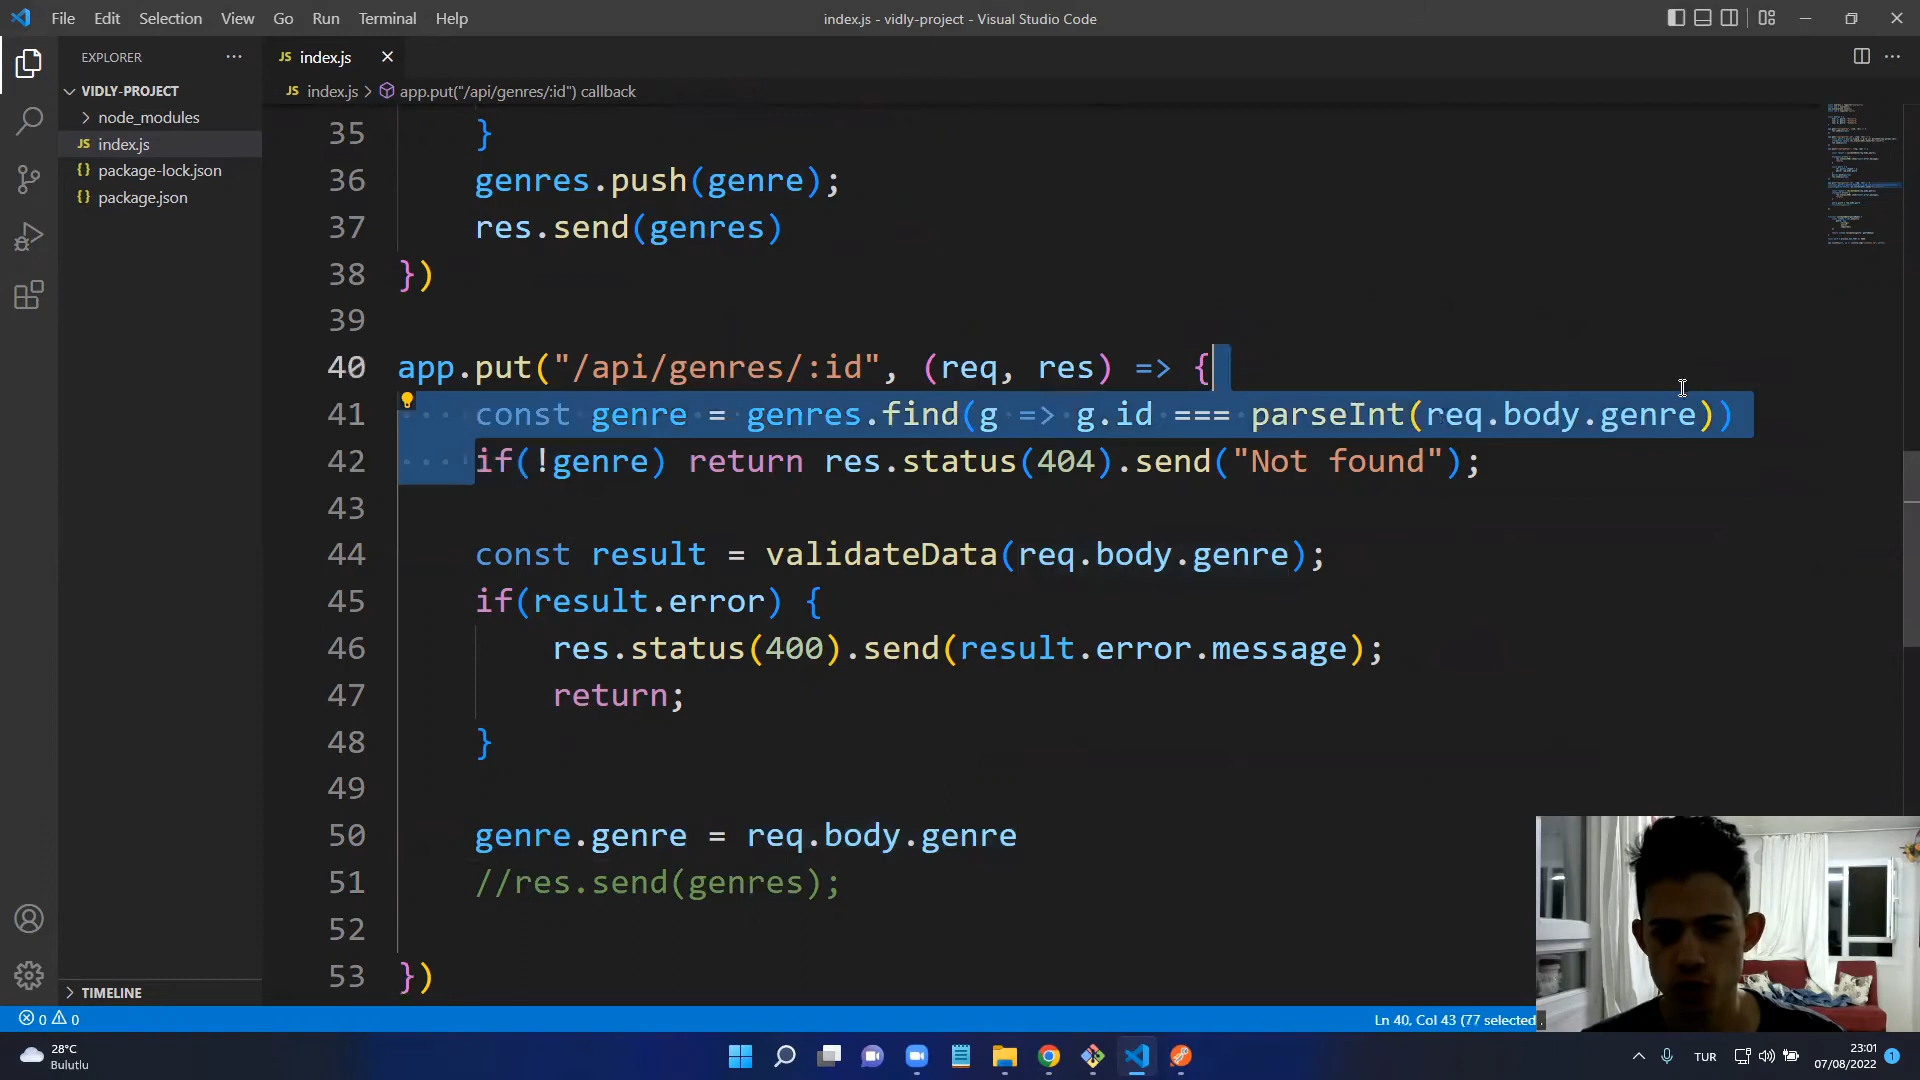 File Edit Selection View Go Run Terminal Help
index.js - vidly-project - Visual Studio Code
EXPLORER
VIDLY-PROJECT
node_modules
index.js
package-lock.json
package.json
TIMELINE
index.js
index.js > app.put("/api/genres/:id") callback
35 }
36 genres.push(genre);
37 res.send(genres)
38 })
39
40 app.put("/api/genres/:id", (req, res) => {
41 const genre = genres.find(g => g.id === parseInt(req.body.genre))
42 if(!genre) return res.status(404).send("Not found");
43
44 const result = validateData(req.body.genre);
45 if(result.error) {
46 res.status(400).send(result.error.message);
47 return;
48 }
49
50 genre.genre = req.body.genre
51 //res.send(genres);
52
53 })
0 0
Ln 40, Col 43 (77 selected
28°C
Bulutlu
TUR
23:01
07/08/2022
1